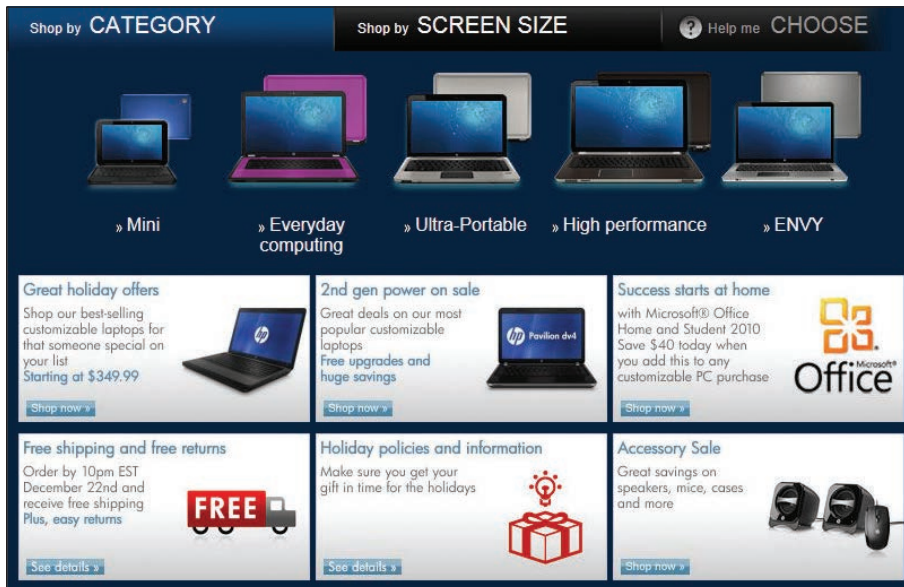 Shop by CATEGORY
Shop by SCREEN SIZE
? Help me CHOOSE
» Mini
» Everyday
computing
» Ultra-Portable
» High performance
» ENVY
Great holiday offers
Shop our best-selling
customizable laptops for
that someone special on
your list
Starting at $349.99
hp
Shop now »
2nd gen power on sale
Great deals on our most
popular customizable
laptops
Free upgrades and
huge savings
hp Pavilion dv4
Shop now »
Success starts at home
with Microsoft® Office
Home and Student 2010
Save $40 today when
you add this to any
customizable PC purchase
Microsoft®
Office
Shop now »
Free shipping and free returns
Order by 10pm EST
December 22nd and
receive free shipping
Plus, easy returns
FREE
See details »
Holiday policies and information
Make sure you get your
gift in time for the holidays
See details »
Accessory Sale
Great savings on
speakers, mice, cases
and more
Shop now »